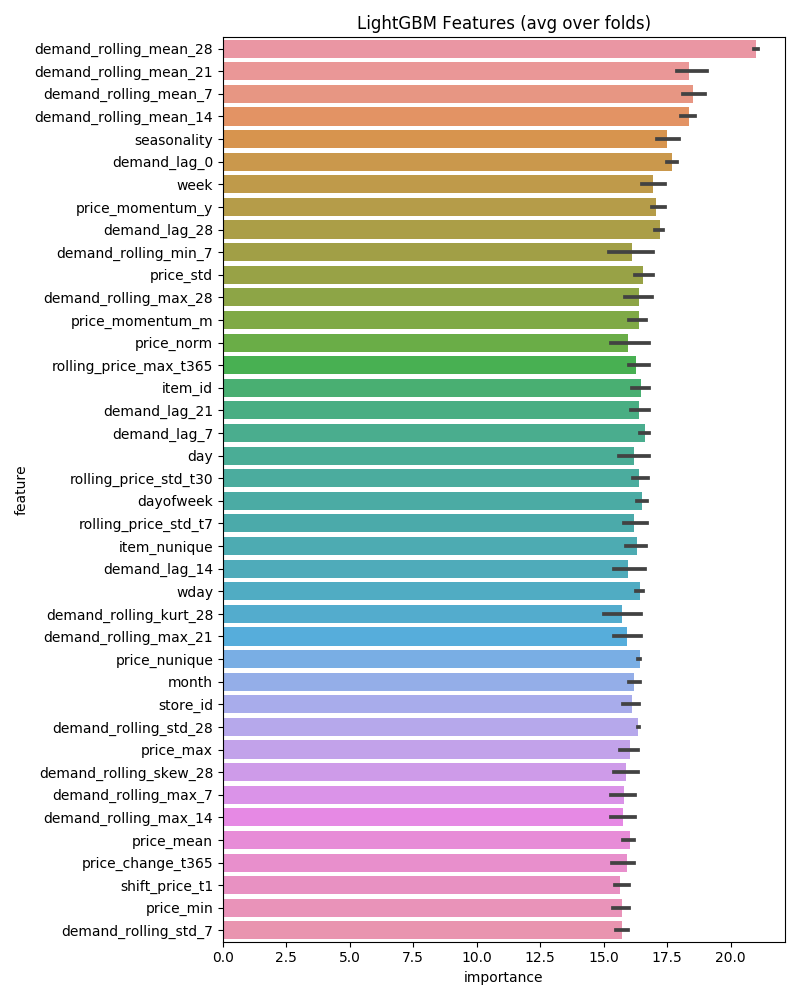 LightGBM Features (avg over folds)
demand_rolling_mean_28
demand_rolling_mean_21
demand_rolling_mean_7
demand_rolling_mean_14
seasonality
demand_lag_0
week
price_momentum_y
demand_lag_28
demand_rolling_min_7
price_std
demand_rolling_max_28
price_momentum_m
price_norm
rolling_price_max_t365
item_id
demand_lag_21
demand_lag_7
day
rolling_price_std_t30
dayofweek
rolling_price_std_t7
item_nunique
demand_lag_14
wday
demand_rolling_kurt_28
demand_rolling_max_21
price_nunique
month
store_id
demand_rolling_std_28
price_max
demand_rolling_skew_28
demand_rolling_max_7
demand_rolling_max_14
price_mean
price_change_t365
shift_price_t1
price_min
demand_rolling_std_7
feature
0.0 2.5 5.0 7.5 10.0 12.5 15.0 17.5 20.0
importance